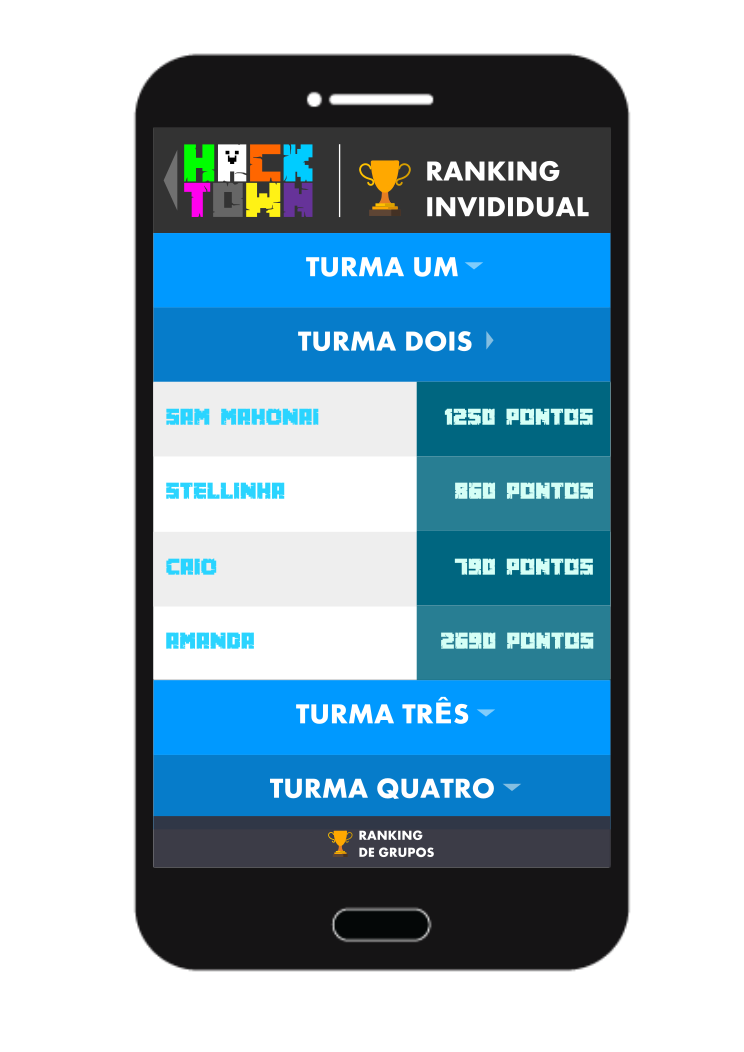 HACK
TOWN
RANKING
INVIDIDUAL
TURMA UM
TURMA DOIS
SAM MAHONAI 1250 PONTOS
STELLINHA 860 PONTOS
CAIO 790 PONTOS
AMANDA 2690 PONTOS
TURMA TRÊS
TURMA QUATRO
RANKING
DE GRUPOS